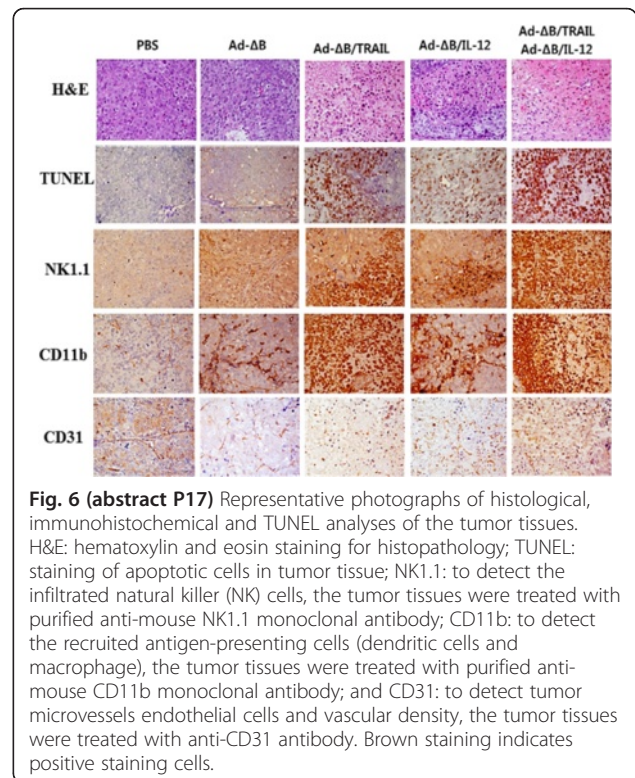 PBS Ad-ΔB Ad-ΔB/TRAIL Ad-ΔB/IL-12 Ad-ΔB/TRAIL
Ad-ΔB/IL-12
H&E
TUNEL
NK1.1
CD11b
CD31
Fig. 6 (abstract P17) Representative photographs of histological,
immunohistochemical and TUNEL analyses of the tumor tissues.
H&E: hematoxylin and eosin staining for histopathology; TUNEL:
staining of apoptotic cells in tumor tissue; NK1.1: to detect the
infiltrated natural killer (NK) cells, the tumor tissues were treated with
purified anti-mouse NK1.1 monoclonal antibody; CD11b: to detect
the recruited antigen-presenting cells (dendritic cells and
macrophage), the tumor tissues were treated with purified anti-
mouse CD11b monoclonal antibody; and CD31: to detect tumor
microvessels endothelial cells and vascular density, the tumor tissues
were treated with anti-CD31 antibody. Brown staining indicates
positive staining cells.